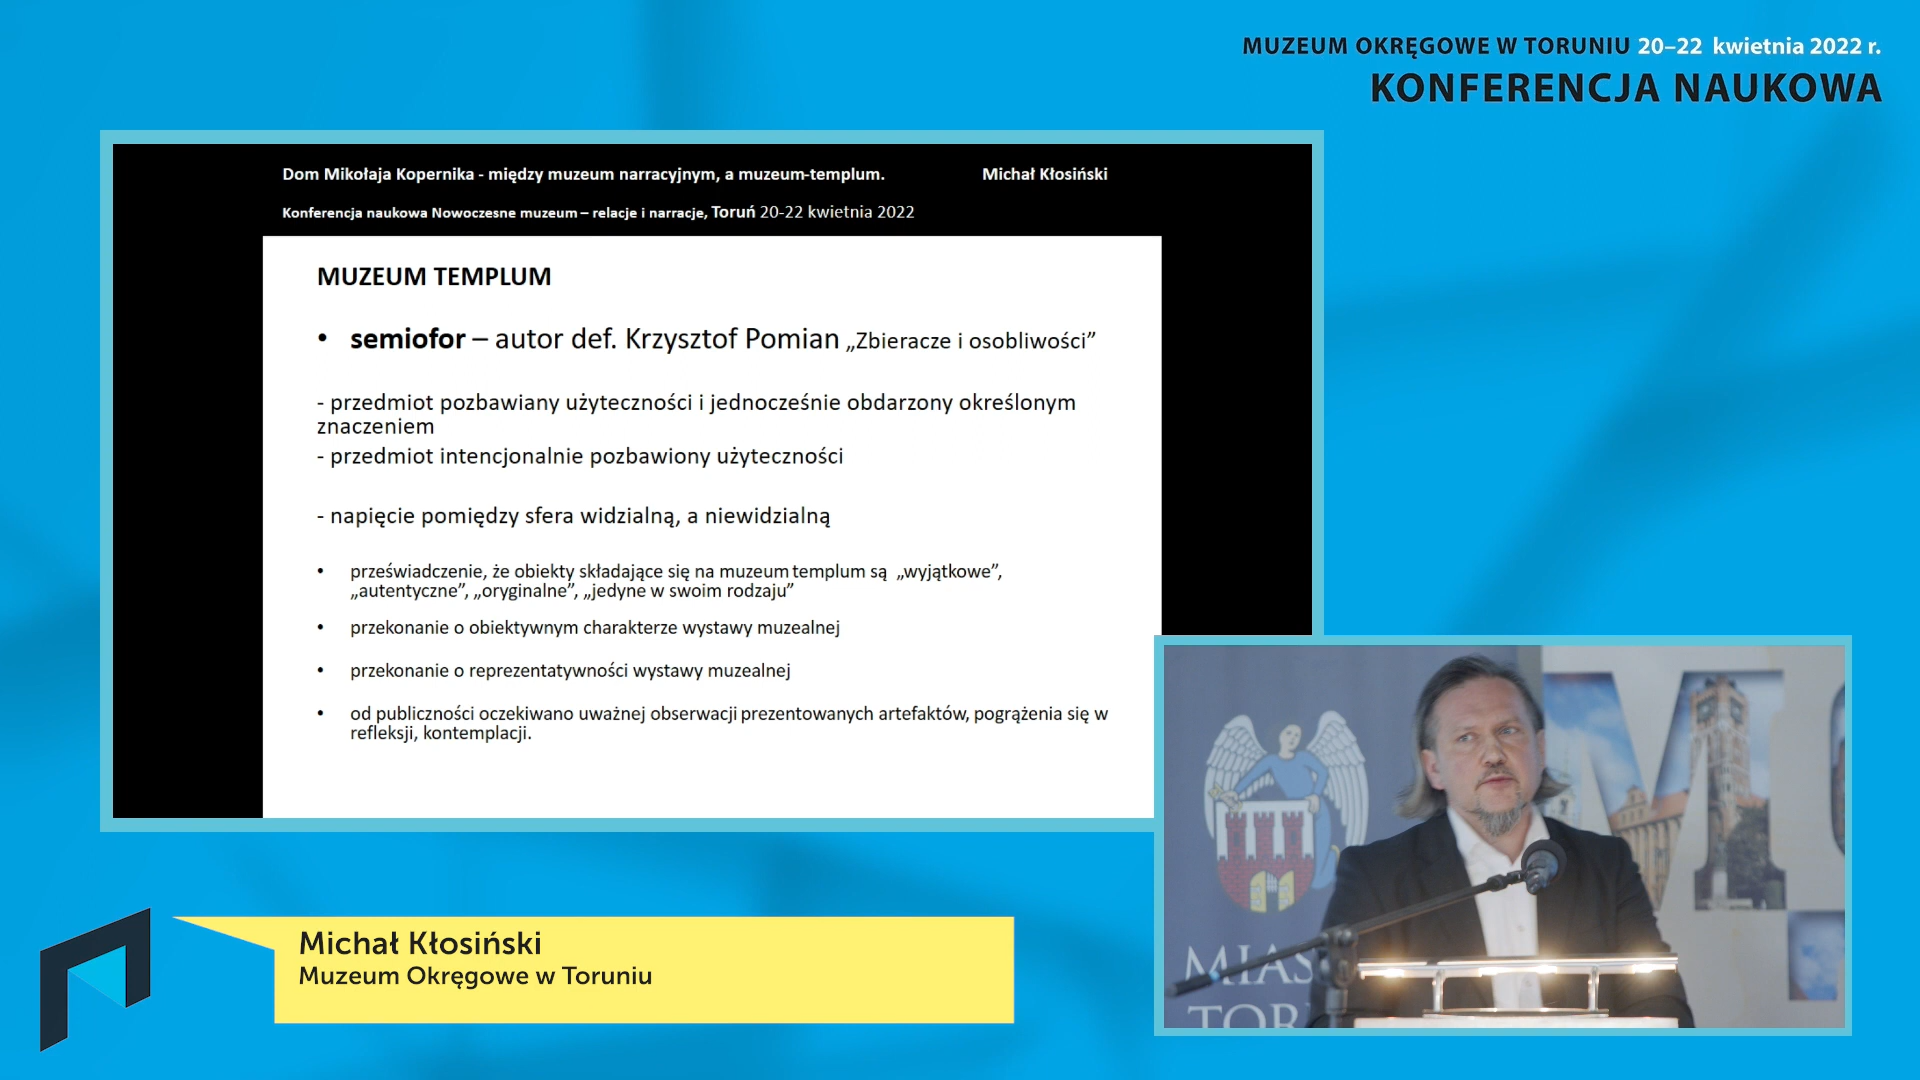 MUZEUM OKRĘGOWE W TORUNIU 20–22 kwietnia 2022 r.
KONFERENCJA NAUKOWA
Dom Mikołaja Kopernika - między muzeum narracyjnym, a muzeum-templum. Michał Kłosiński
Konferencja naukowa Nowoczesne muzeum – relacje i narracje, Toruń 20-22 kwietnia 2022
MUZEUM TEMPLUM
• semiofor – autor def. Krzysztof Pomian „Zbieracze i osobliwości”
- przedmiot pozbawiany użyteczności i jednocześnie obdarzony określonym
znaczeniem
- przedmiot intencjonalnie pozbawiony użyteczności
- napięcie pomiędzy sfera widzialną, a niewidzialną
• przeświadczenie, że obiekty składające się na muzeum templum są „wyjątkowe”,
„autentyczne”, „oryginalne”, „jedyne w swoim rodzaju”
• przekonanie o obiektywnym charakterze wystawy muzealnej
• przekonanie o reprezentatywności wystawy muzealnej
• od publiczności oczekiwano uważnej obserwacji prezentowanych artefaktów, pogrążenia się w
refleksji, kontemplacji.
Michał Kłosiński
Muzeum Okręgowe w Toruniu
MIAS
TOR
M